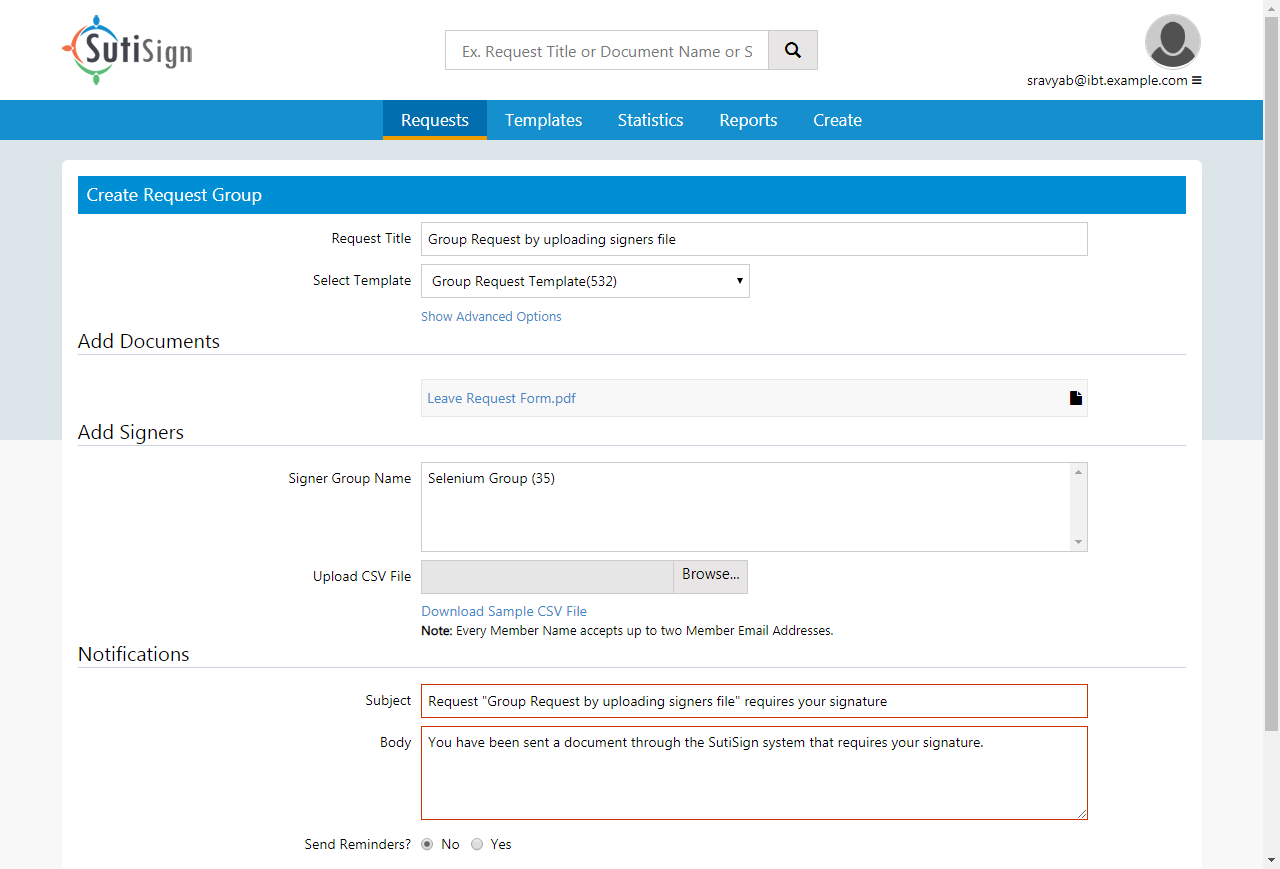 SutiSign
Ex. Request Title or Document Name or S
sravyab@ibt.example.com
Requests Templates Statistics Reports Create
Create Request Group
Request Title Group Request by uploading signers file
Select Template Group Request Template(532)
Show Advanced Options
Add Documents
Leave Request Form.pdf
Add Signers
Signer Group Name Selenium Group (35)
Upload CSV File Browse...
Download Sample CSV File
Note: Every Member Name accepts up to two Member Email Addresses.
Notifications
Subject Request "Group Request by uploading signers file" requires your signature
Body You have been sent a document through the SutiSign system that requires your signature.
Send Reminders? No Yes